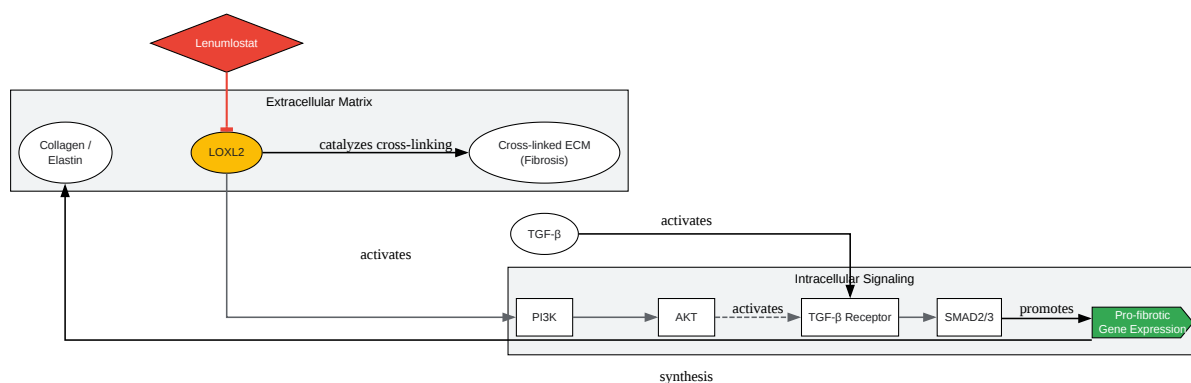 Lenumlostat
Extracellular Matrix
Collagen /
Elastin
LOXL2
catalyzes cross-linking
Cross-linked ECM
(Fibrosis)
TGF-β
activates
activates
Intracellular Signaling
PI3K
AKT
activates
TGF-β Receptor
SMAD2/3
promotes
Pro-fibrotic
Gene Expression
synthesis